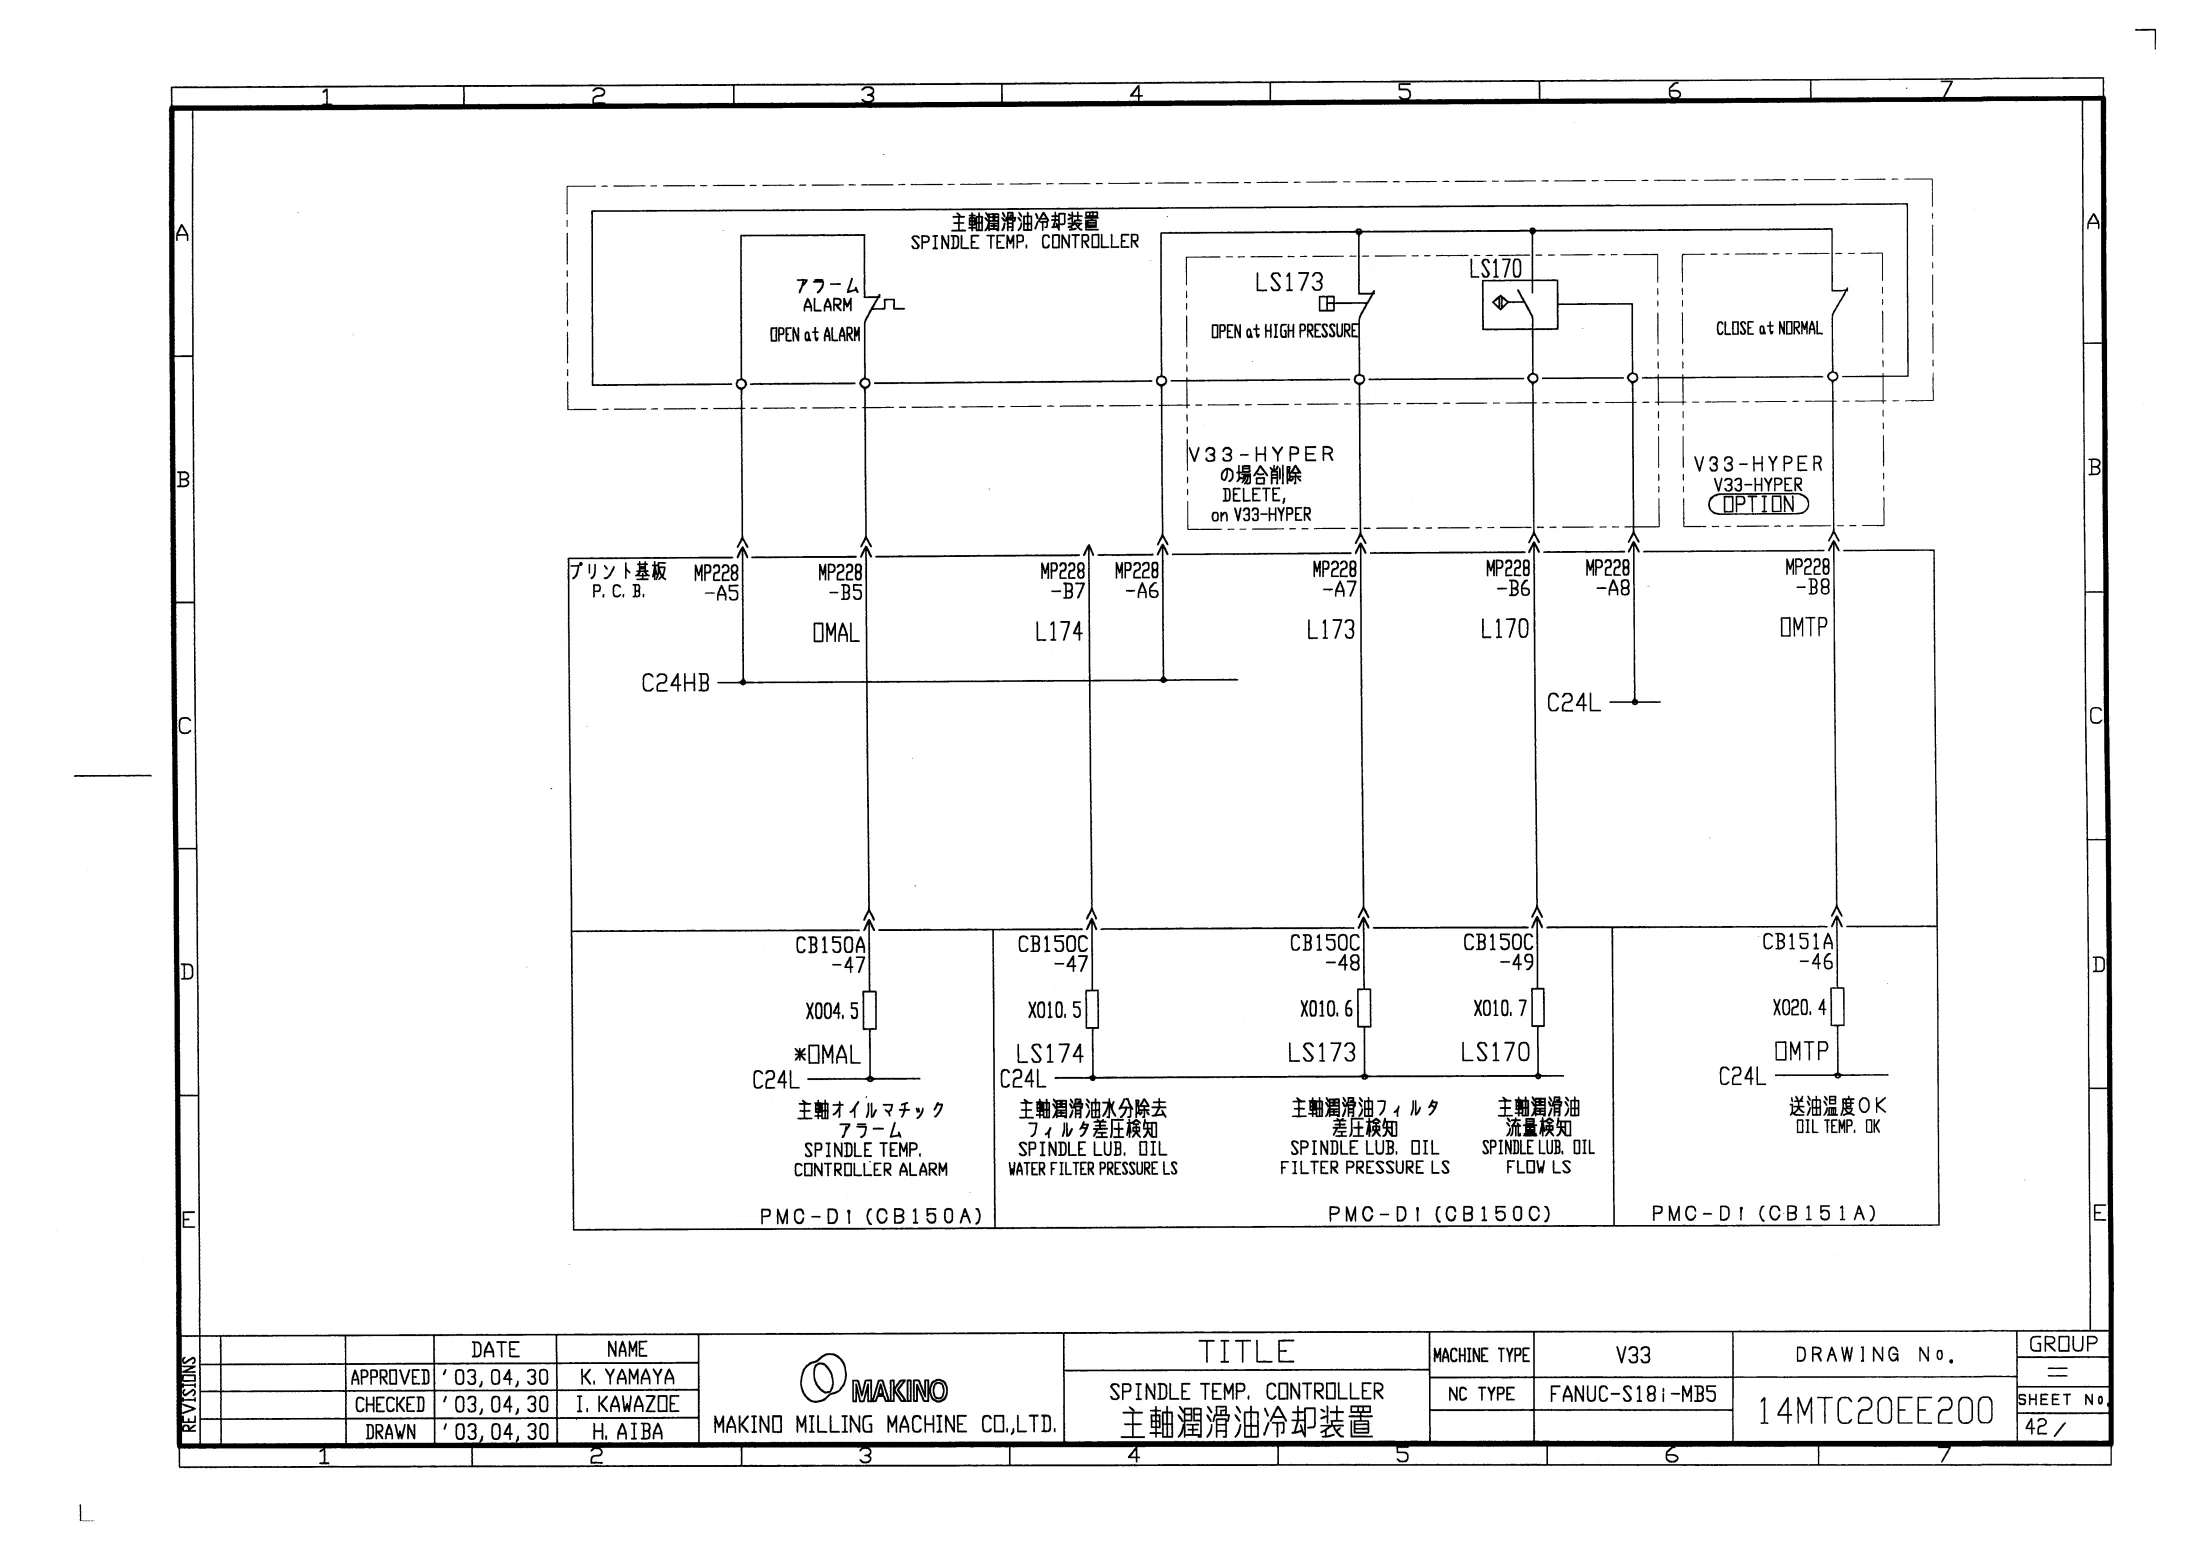 1 2 3 4 5 6 7
A A
B B
C C
D D
E E
主軸潤滑油冷却装置
SPINDLE TEMP. CONTROLLER
アラーム
ALARM
OPEN at ALARM
LS173
OPEN at HIGH PRESSURE
LS170
CLOSE at NORMAL
V33-HYPER
の場合削除
DELETE,
on V33-HYPER
V33-HYPER
V33-HYPER
OPTION
プリント基板
P. C. B.
MP228
-A5
MP228
-B5
MP228
-B7
MP228
-A6
MP228
-A7
MP228
-B6
MP228
-A8
MP228
-B8
OMAL
L174
L173
L170
OMTP
C24HB
C24L
CB150A
-47
CB150C
-47
CB150C
-48
CB150C
-49
CB151A
-46
X004. 5
X010. 5
X010. 6
X010. 7
X020. 4
*OMAL
LS174
LS173
LS170
OMTP
C24L
C24L
C24L
主軸オイルマチック
アラーム
SPINDLE TEMP.
CONTROLLER ALARM
主軸潤滑油水分除去
フィルタ差圧検知
SPINDLE LUB. OIL
WATER FILTER PRESSURE LS
主軸潤滑油フィルタ
差圧検知
SPINDLE LUB. OIL
FILTER PRESSURE LS
主軸潤滑油
流量検知
SPINDLE LUB. OIL
FLOW LS
送油温度OK
OIL TEMP. OK
PMC-DI (CB150A)
PMC-DI (CB150C)
PMC-DI (CB151A)
REVISIONS
DATE NAME
APPROVED '03, 04, 30 K. YAMAYA
CHECKED '03, 04, 30 I. KAWAZOE
DRAWN '03, 04, 30 H. AIBA
MAKINO
MAKINO MILLING MACHINE CO.,LTD.
TITLE
SPINDLE TEMP. CONTROLLER
主軸潤滑油冷却装置
MACHINE TYPE V33
NC TYPE FANUC-S18i-MB5
DRAWING No.
14MTC20EE200
GROUP
=
SHEET No.
42/
1 2 3 4 5 6 7